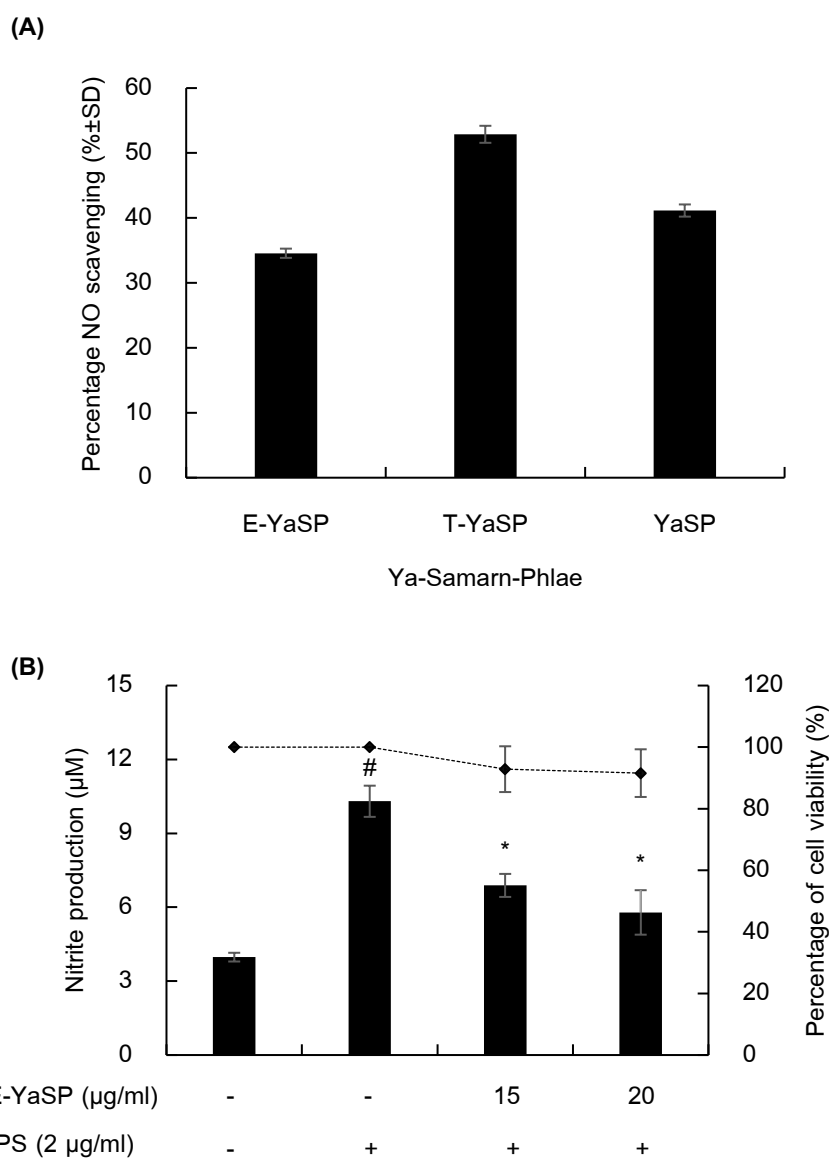 (A)
Percentage NO scavenging (%±SD)
60
50
40
30
20
10
0
E-YaSP T-YaSP YaSP
Ya-Samarn-Phlae
(B)
Nitrite production (µM)
15
12
9
6
3
0
#
*
*
120
100
80
60
40
20
0
Percentage of cell viability (%)
E-YaSP (µg/ml) - - 15 20
PS (2 µg/ml) - + + +